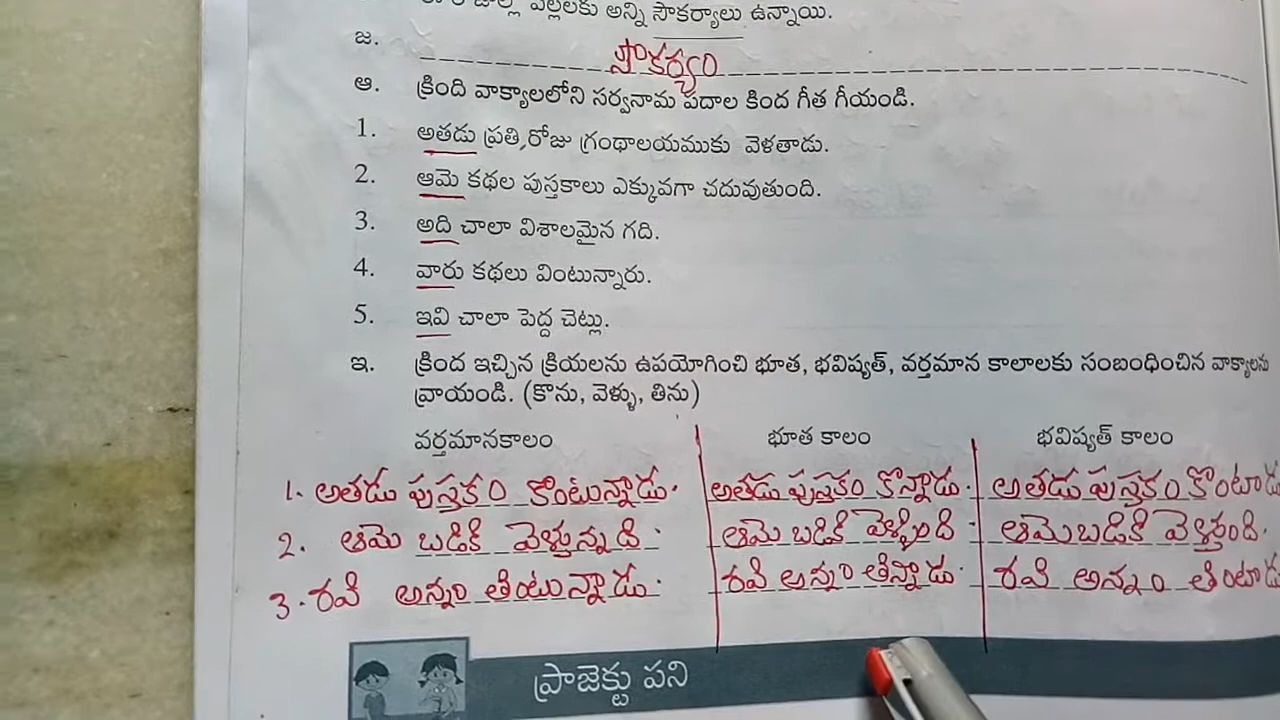 పిల్లలకు అన్ని సౌకర్యాలు ఉన్నాయి.
జ. సౌకర్యం
ఆ. క్రింది వాక్యాలలోని సర్వనామ పదాల కింద గీత గీయండి.
1. అతడు ప్రతి రోజు గ్రంథాలయముకు వెళతాడు.
2. ఆమె కథల పుస్తకాలు ఎక్కువగా చదువుతుంది.
3. అది చాలా విశాలమైన గది.
4. వారు కథలు వింటున్నారు.
5. ఇవి చాలా పెద్ద చెట్లు.
ఇ. క్రింద ఇచ్చిన క్రియలను ఉపయోగించి భూత, భవిష్యత్, వర్తమాన కాలాలకు సంబంధించిన వాక్యాలను
వ్రాయండి. (కొను, వెళ్ళు, తిను)
వర్తమానకాలం భూత కాలం భవిష్యత్ కాలం
1. అతడు పుస్తకం కొంటున్నాడు. అతడు పుస్తకం కొన్నాడు. అతడు పుస్తకం కొంటాడు
2. ఆమె బడికి వెళ్తున్నది. ఆమె బడికి వెళ్ళింది. ఆమె బడికి వెళ్తుంది.
3. రవి అన్నం తింటున్నాడు. రవి అన్నం తిన్నాడు. రవి అన్నం తింటాడు
ప్రాజెక్టు పని